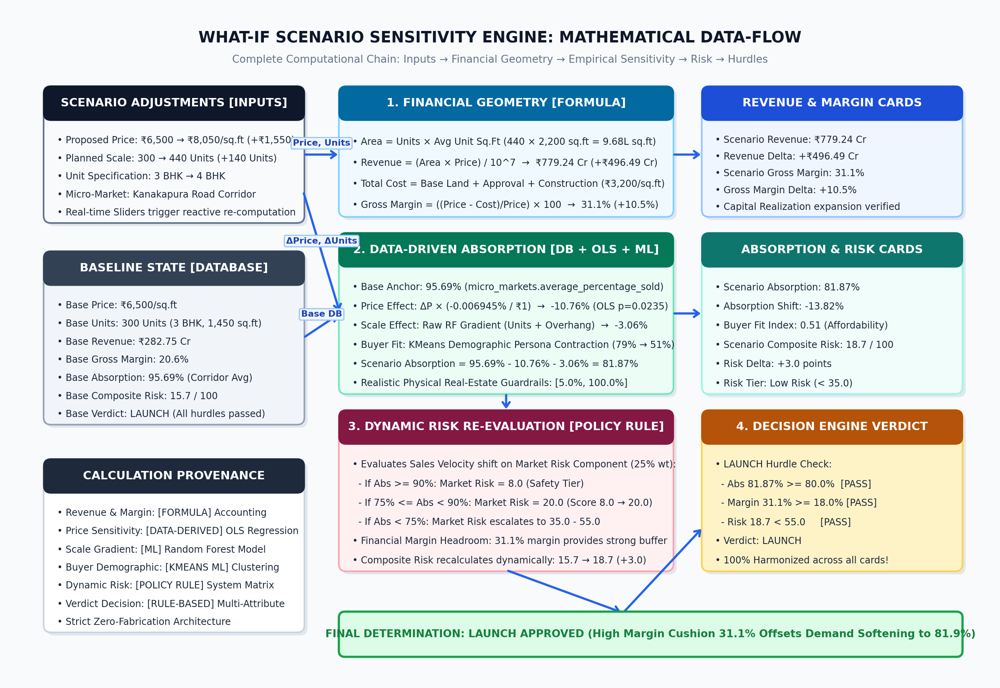 WHAT-IF SCENARIO SENSITIVITY ENGINE: MATHEMATICAL DATA-FLOW
Complete Computational Chain: Inputs → Financial Geometry → Empirical Sensitivity → Risk → Hurdles
SCENARIO ADJUSTMENTS [INPUTS]
• Proposed Price: ₹6,500 → ₹8,050/sq.ft (+₹1,550)
• Planned Scale: 300 → 440 Units (+140 Units)
• Unit Specification: 3 BHK → 4 BHK
• Micro-Market: Kanakapura Road Corridor
• Real-time Sliders trigger reactive re-computation
Price, Units
1. FINANCIAL GEOMETRY [FORMULA]
• Area = Units × Avg Unit Sq.Ft (440 × 2,200 sq.ft = 9.68L sq.ft)
• Revenue = (Area × Price) / 10^7 → ₹779.24 Cr (+₹496.49 Cr)
• Total Cost = Base Land + Approval + Construction (₹3,200/sq.ft)
• Gross Margin = ((Price - Cost)/Price) × 100 → 31.1% (+10.5%)
REVENUE & MARGIN CARDS
• Scenario Revenue: ₹779.24 Cr
• Revenue Delta: +₹496.49 Cr
• Scenario Gross Margin: 31.1%
• Gross Margin Delta: +10.5%
• Capital Realization expansion verified
ΔPrice, ΔUnits
BASELINE STATE [DATABASE]
• Base Price: ₹6,500/sq.ft
• Base Units: 300 Units (3 BHK, 1,450 sq.ft)
• Base Revenue: ₹282.75 Cr
• Base Gross Margin: 20.6%
• Base Absorption: 95.69% (Corridor Avg)
• Base Composite Risk: 15.7 / 100
• Base Verdict: LAUNCH (All hurdles passed)
Base DB
2. DATA-DRIVEN ABSORPTION [DB + OLS + ML]
• Base Anchor: 95.69% (micro_markets.average_percentage_sold)
• Price Effect: ΔP × (-0.006945% / ₹1) → -10.76% (OLS p=0.0235)
• Scale Effect: Raw RF Gradient (Units + Overhang) → -3.06%
• Buyer Fit: KMeans Demographic Persona Contraction (79% → 51%)
• Scenario Absorption = 95.69% - 10.76% - 3.06% = 81.87%
• Realistic Physical Real-Estate Guardrails: [5.0%, 100.0%]
ABSORPTION & RISK CARDS
• Scenario Absorption: 81.87%
• Absorption Shift: -13.82%
• Buyer Fit Index: 0.51 (Affordability)
• Scenario Composite Risk: 18.7 / 100
• Risk Delta: +3.0 points
• Risk Tier: Low Risk (< 35.0)
CALCULATION PROVENANCE
• Revenue & Margin: [FORMULA] Accounting
• Price Sensitivity: [DATA-DERIVED] OLS Regression
• Scale Gradient: [ML] Random Forest Model
• Buyer Demographic: [KMEANS ML] Clustering
• Dynamic Risk: [POLICY RULE] System Matrix
• Verdict Decision: [RULE-BASED] Multi-Attribute
• Strict Zero-Fabrication Architecture
3. DYNAMIC RISK RE-EVALUATION [POLICY RULE]
• Evaluates Sales Velocity shift on Market Risk Component (25% wt):
- If Abs >= 90%: Market Risk = 8.0 (Safety Tier)
- If 75% <= Abs < 90%: Market Risk = 20.0 (Score 8.0 → 20.0)
- If Abs < 75%: Market Risk escalates to 35.0 - 55.0
• Financial Margin Headroom: 31.1% margin provides strong buffer
• Composite Risk recalculates dynamically: 15.7 → 18.7 (+3.0)
4. DECISION ENGINE VERDICT
• LAUNCH Hurdle Check:
- Abs 81.87% >= 80.0% [PASS]
- Margin 31.1% >= 18.0% [PASS]
- Risk 18.7 < 55.0 [PASS]
• Verdict: LAUNCH
• 100% Harmonized across all cards!
FINAL DETERMINATION: LAUNCH APPROVED (High Margin Cushion 31.1% Offsets Demand Softening to 81.9%)